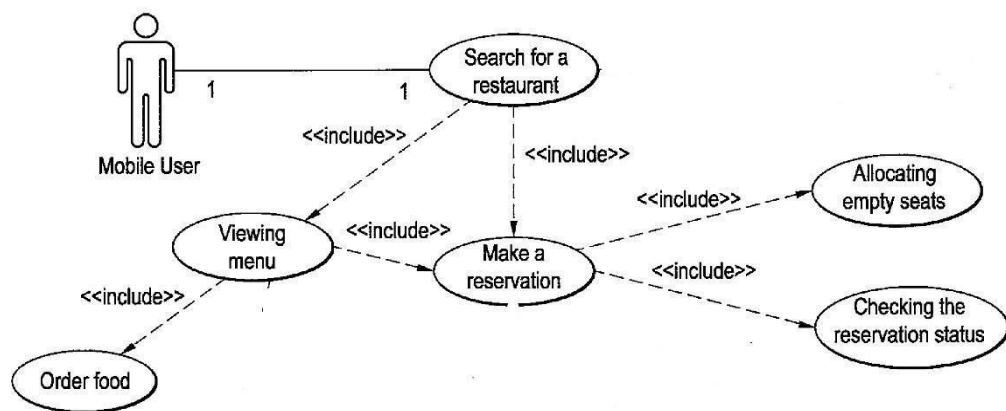 Search for a
restaurant
1
1
Mobile User
<<include>>
<<include>>
Viewing
menu
<<include>>
Make a
reservation
<<include>>
Allocating
empty seats
<<include>>
Checking the
reservation status
<<include>>
Order food